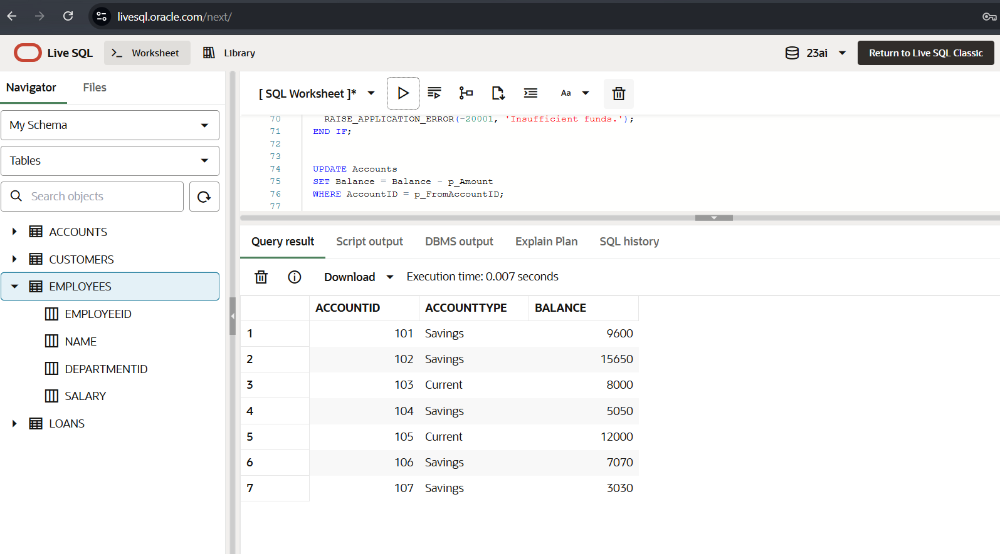 livesql.oracle.com/next/
Live SQL
Worksheet
Library
23ai
Return to Live SQL Classic
Navigator
Files
My Schema
Tables
Search objects
ACCOUNTS
CUSTOMERS
EMPLOYEES
EMPLOYEEID
NAME
DEPARTMENTID
SALARY
LOANS
[ SQL Worksheet ]*
Aa
70 RAISE_APPLICATION_ERROR(-20001, 'Insufficient funds.');
71 END IF;
72
73
74 UPDATE Accounts
75 SET Balance = Balance - p_Amount
76 WHERE AccountID = p_FromAccountID;
77
Query result Script output DBMS output Explain Plan SQL history
Download Execution time: 0.007 seconds
ACCOUNTID ACCOUNTTYPE BALANCE
1 101 Savings 9600
2 102 Savings 15650
3 103 Current 8000
4 104 Savings 5050
5 105 Current 12000
6 106 Savings 7070
7 107 Savings 3030